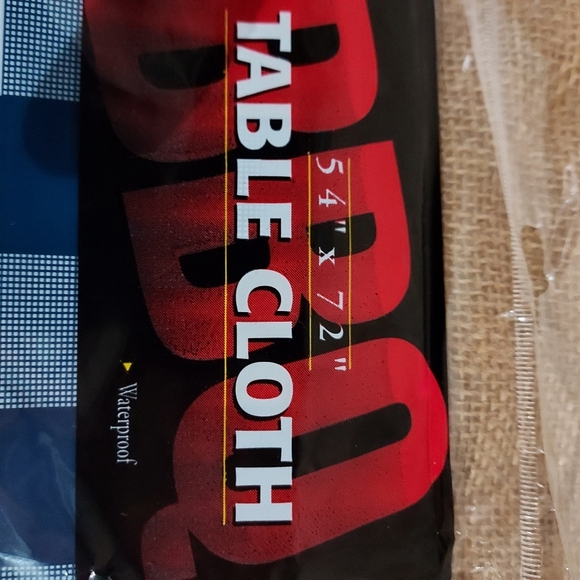 BBQ
54" x 72"
TABLE CLOTH
Waterproof